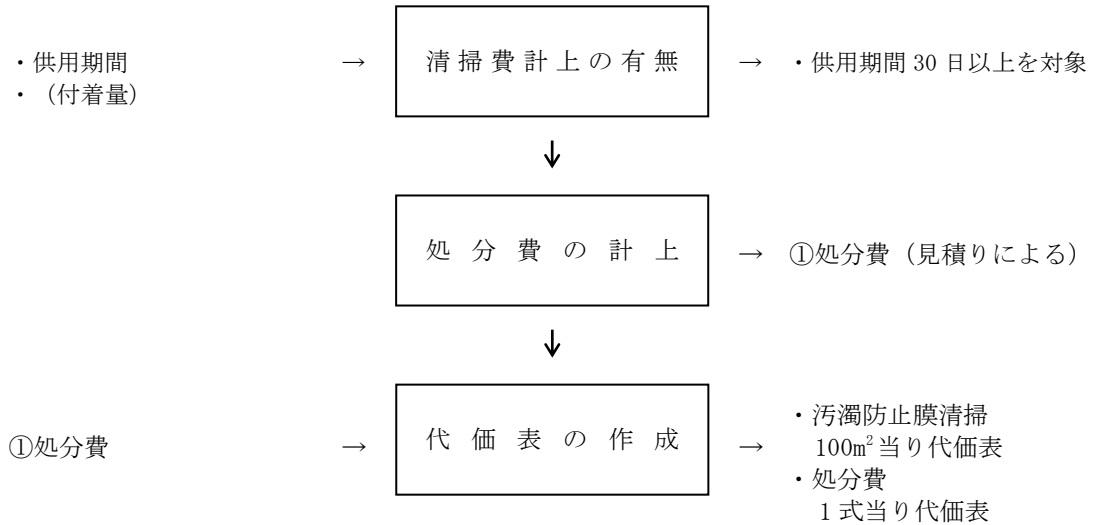 ・供用期間 → 清掃費計上の有無 → ・供用期間 30 日以上を対象
・（付着量）
↓
処分費の計上 → ①処分費（見積りによる）
↓
①処分費 → 代価表の作成 → ・汚濁防止膜清掃
100m²当り代価表
・処分費
1 式当り代価表